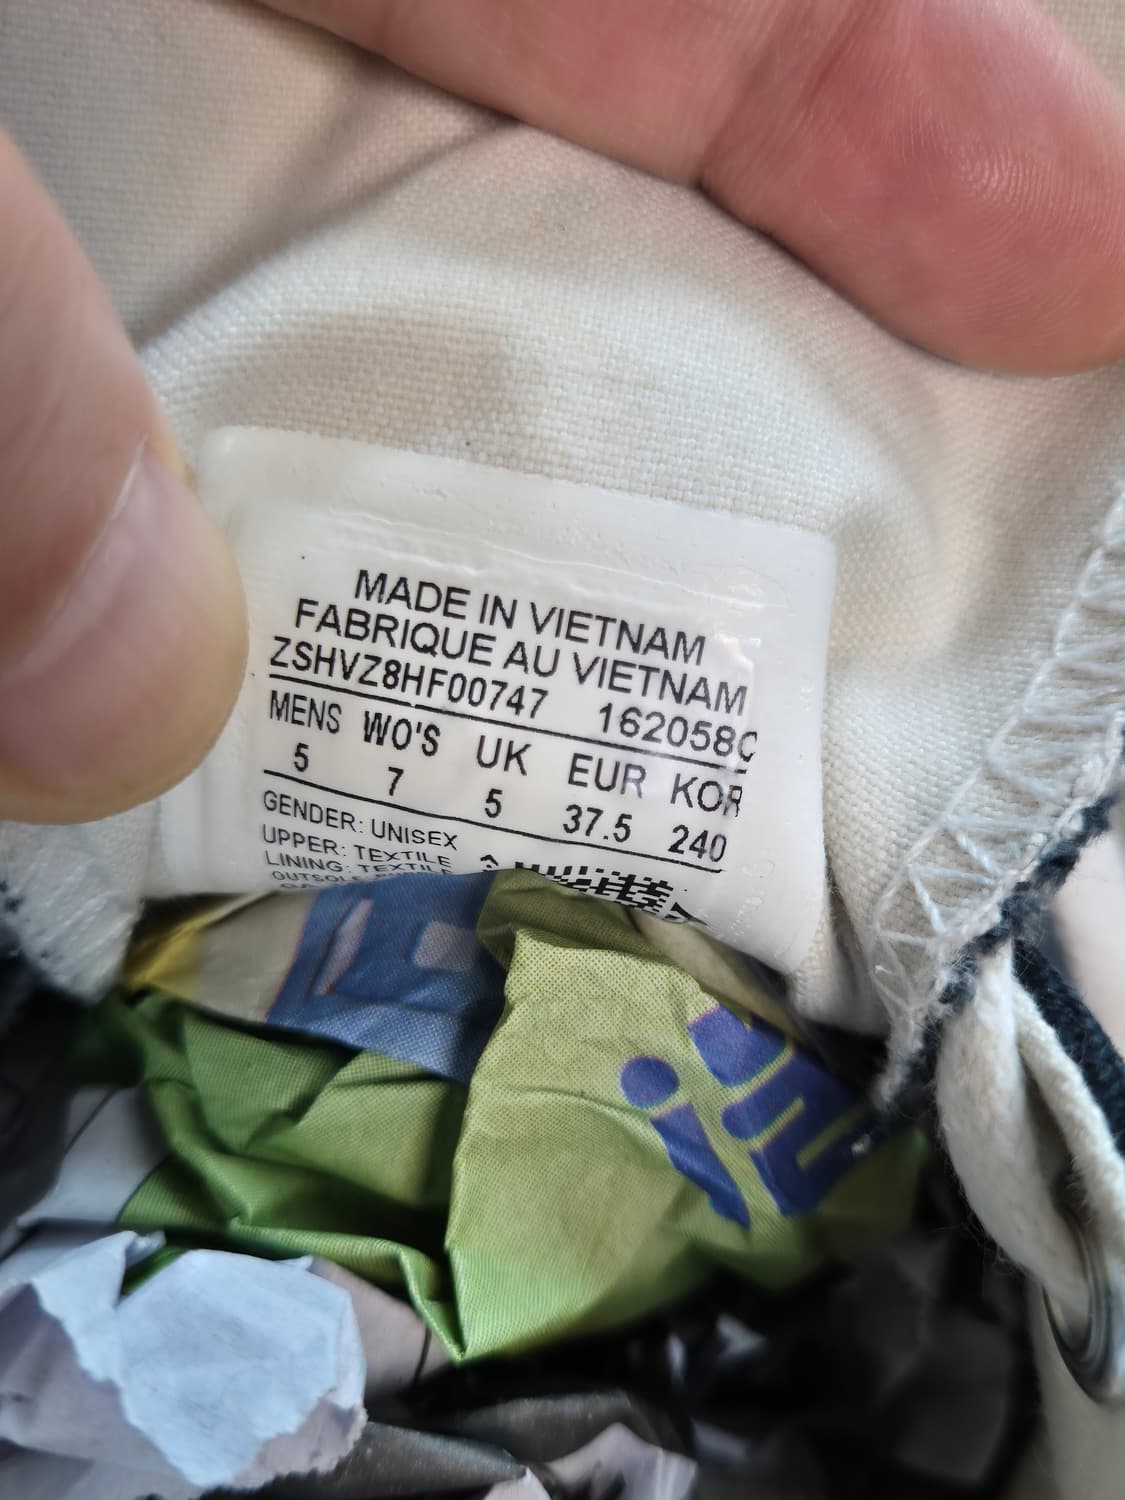 MADE IN VIETNAM
FABRIQUE AU VIETNAM
ZSHVZ8HF00747 162058C
MENS WO'S UK EUR KOR
5 7 5 37.5 240
GENDER: UNISEX
UPPER: TEXTILE
LINING: TEXTILE